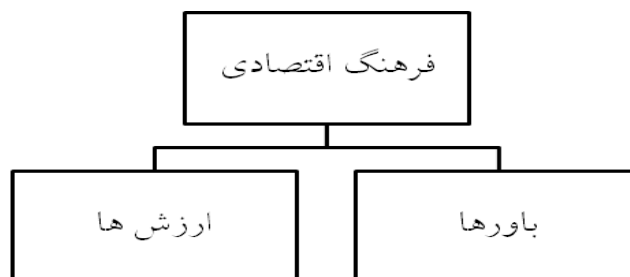 فرهنگ اقتصادی
باورها
ارزش ها